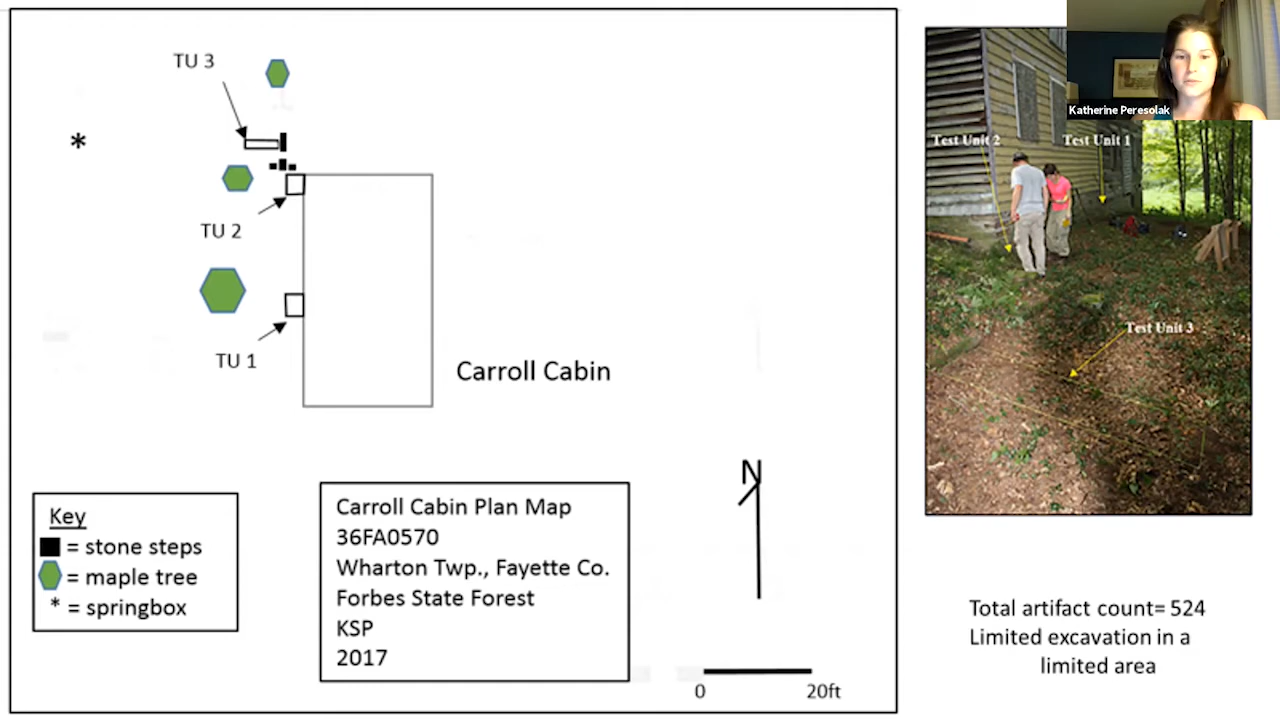 TU 3
*
TU 2
TU 1
Carroll Cabin
N
Key
= stone steps
= maple tree
* = springbox
Carroll Cabin Plan Map
36FA0570
Wharton Twp., Fayette Co.
Forbes State Forest
KSP
2017
0 20ft
Katherine Peresolak
Test Unit 2
Test Unit 1
Test Unit 3
Total artifact count= 524
Limited excavation in a
limited area